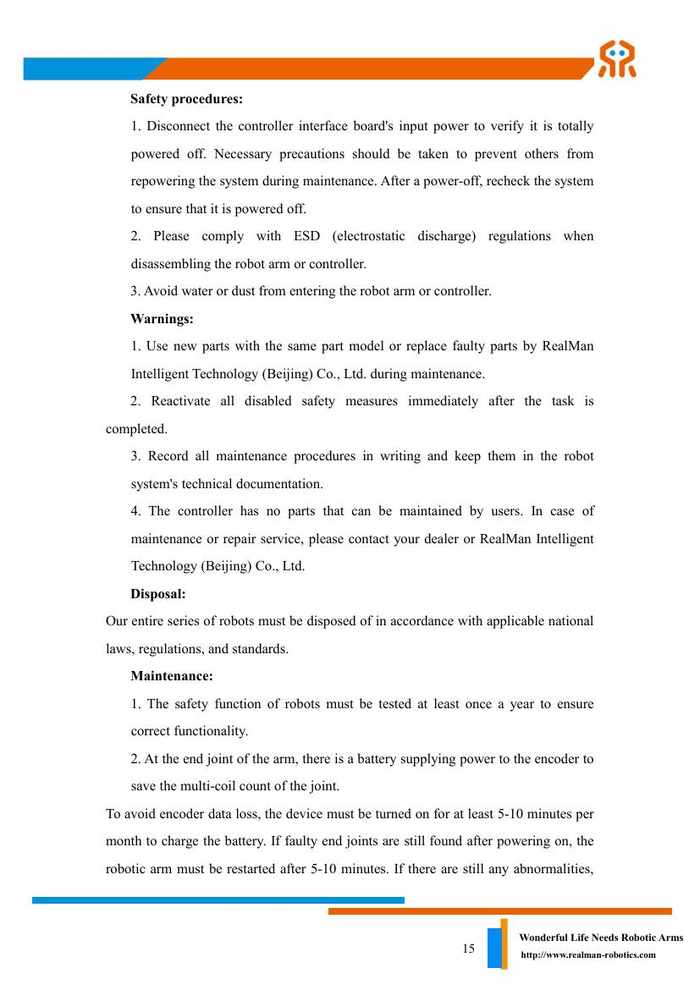 Safety procedures:
1. Disconnect the controller interface board's input power to verify it is totally
powered off. Necessary precautions should be taken to prevent others from
repowering the system during maintenance. After a power-off, recheck the system
to ensure that it is powered off.
2. Please comply with ESD (electrostatic discharge) regulations when
disassembling the robot arm or controller.
3. Avoid water or dust from entering the robot arm or controller.
Warnings:
1. Use new parts with the same part model or replace faulty parts by RealMan
Intelligent Technology (Beijing) Co., Ltd. during maintenance.
2. Reactivate all disabled safety measures immediately after the task is
completed.
3. Record all maintenance procedures in writing and keep them in the robot
system's technical documentation.
4. The controller has no parts that can be maintained by users. In case of
maintenance or repair service, please contact your dealer or RealMan Intelligent
Technology (Beijing) Co., Ltd.
Disposal:
Our entire series of robots must be disposed of in accordance with applicable national
laws, regulations, and standards.
Maintenance:
1. The safety function of robots must be tested at least once a year to ensure
correct functionality.
2. At the end joint of the arm, there is a battery supplying power to the encoder to
save the multi-coil count of the joint.
To avoid encoder data loss, the device must be turned on for at least 5-10 minutes per
month to charge the battery. If faulty end joints are still found after powering on, the
robotic arm must be restarted after 5-10 minutes. If there are still any abnormalities,
15
Wonderful Life Needs Robotic Arms
http://www.realman-robotics.com